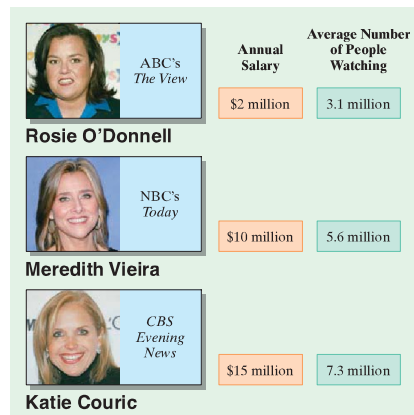 Annual
Salary
Average Number
of People
Watching
ABC's
The View
$2 million
3.1 million
Rosie O'Donnell
NBC's
Today
$10 million
5.6 million
Meredith Vieira
CBS
Evening
News
$15 million
7.3 million
Katie Couric